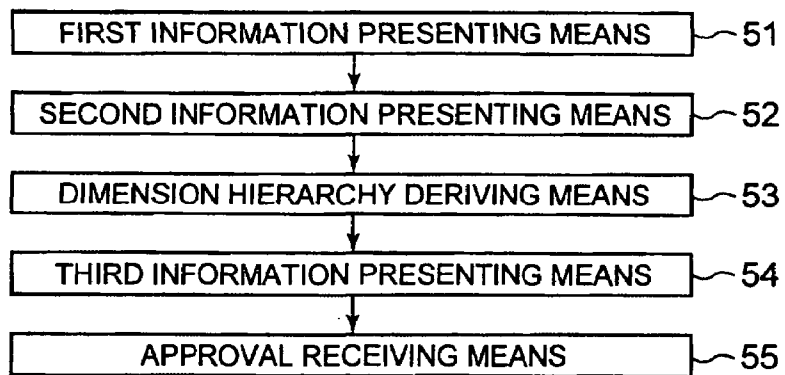 FIRST INFORMATION PRESENTING MEANS 51
SECOND INFORMATION PRESENTING MEANS 52
DIMENSION HIERARCHY DERIVING MEANS 53
THIRD INFORMATION PRESENTING MEANS 54
APPROVAL RECEIVING MEANS 55